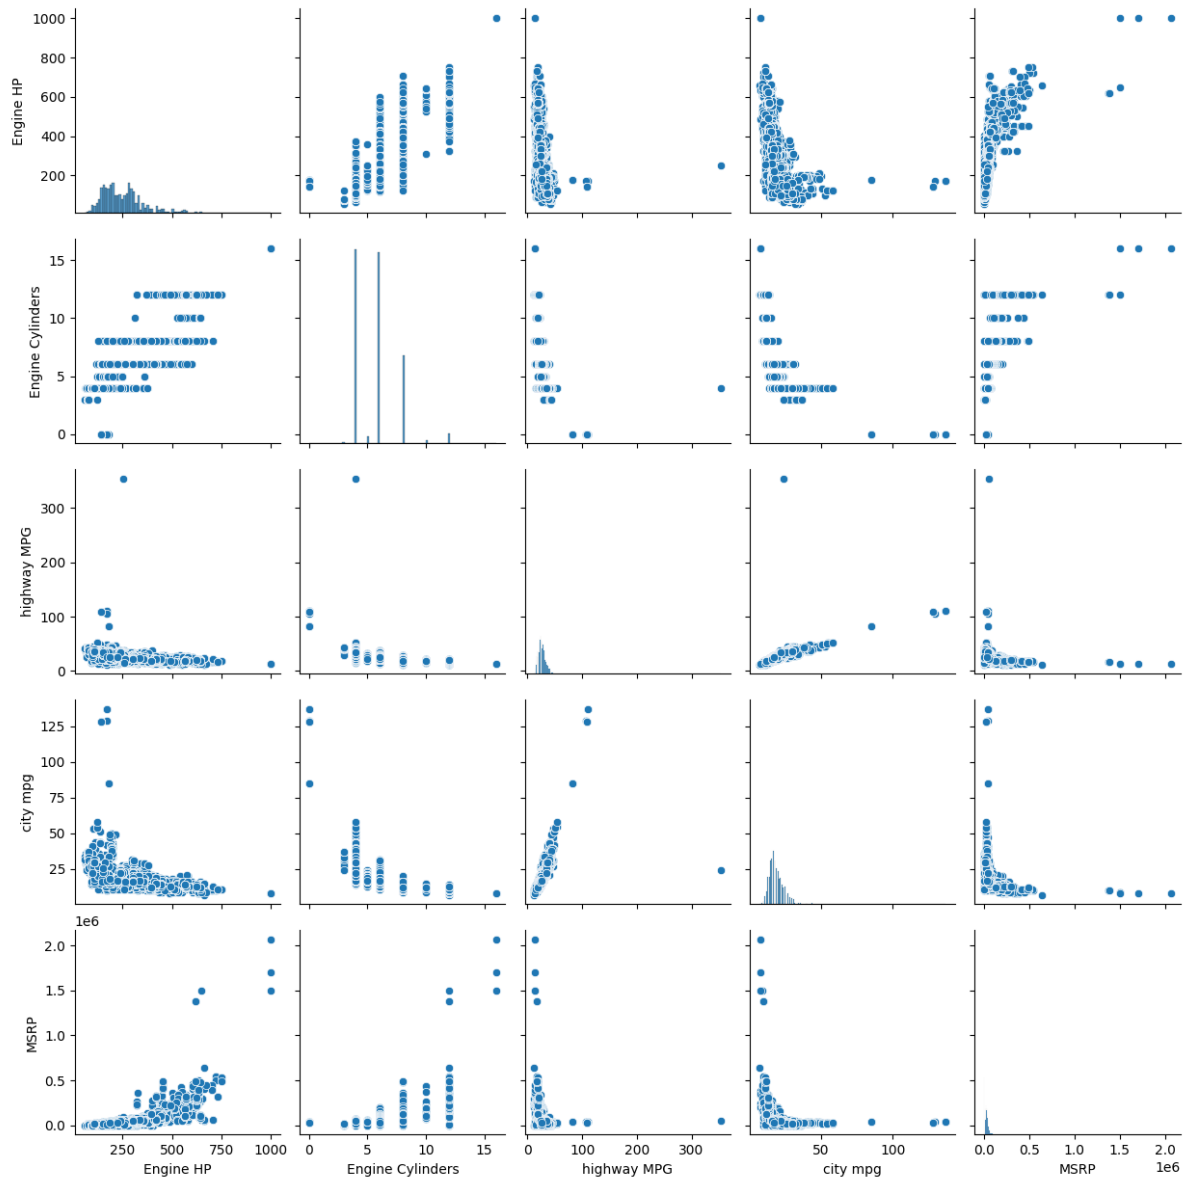 1000
800
600
400
200
Engine HP
15
10
5
0
Engine Cylinders
300
200
100
0
highway MPG
125
100
75
50
25
city mpg
1e6
2.0
1.5
1.0
0.5
0.0
MSRP
250 500 750 1000
Engine HP
0 5 10 15
Engine Cylinders
0 100 200 300
highway MPG
50 100
city mpg
0.0 0.5 1.0 1.5 2.0
1e6
MSRP